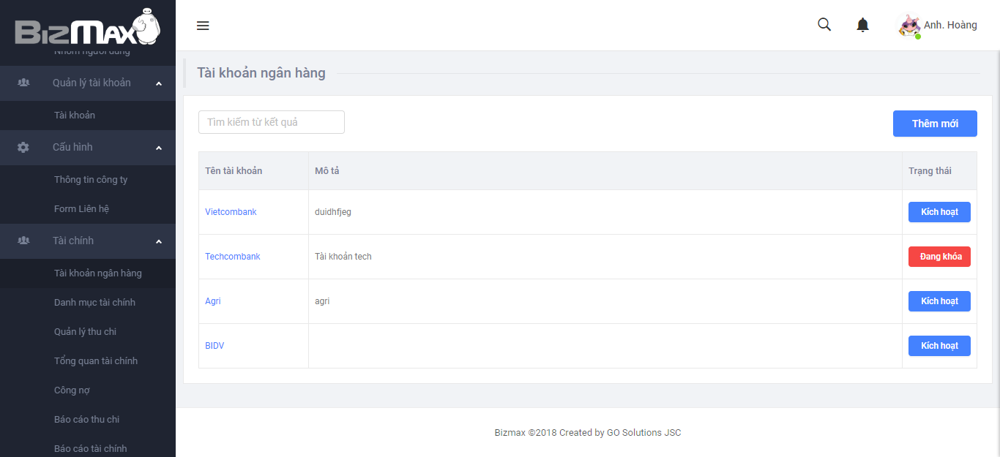 BizMax
Anh. Hoàng
Nhóm người dùng
Quản lý tài khoản
Tài khoản
Cấu hình
Thông tin công ty
Form Liên hệ
Tài chính
Tài khoản ngân hàng
Danh mục tài chính
Quản lý thu chi
Tổng quan tài chính
Công nợ
Báo cáo thu chi
Báo cáo tài chính
Tài khoản ngân hàng
Tìm kiếm từ kết quả
Thêm mới
Tên tài khoản Mô tả Trạng thái
Vietcombank duidhfjeg Kích hoạt
Techcombank Tài khoản tech Đang khóa
Agri agri Kích hoạt
BIDV Kích hoạt
Bizmax ©2018 Created by GO Solutions JSC